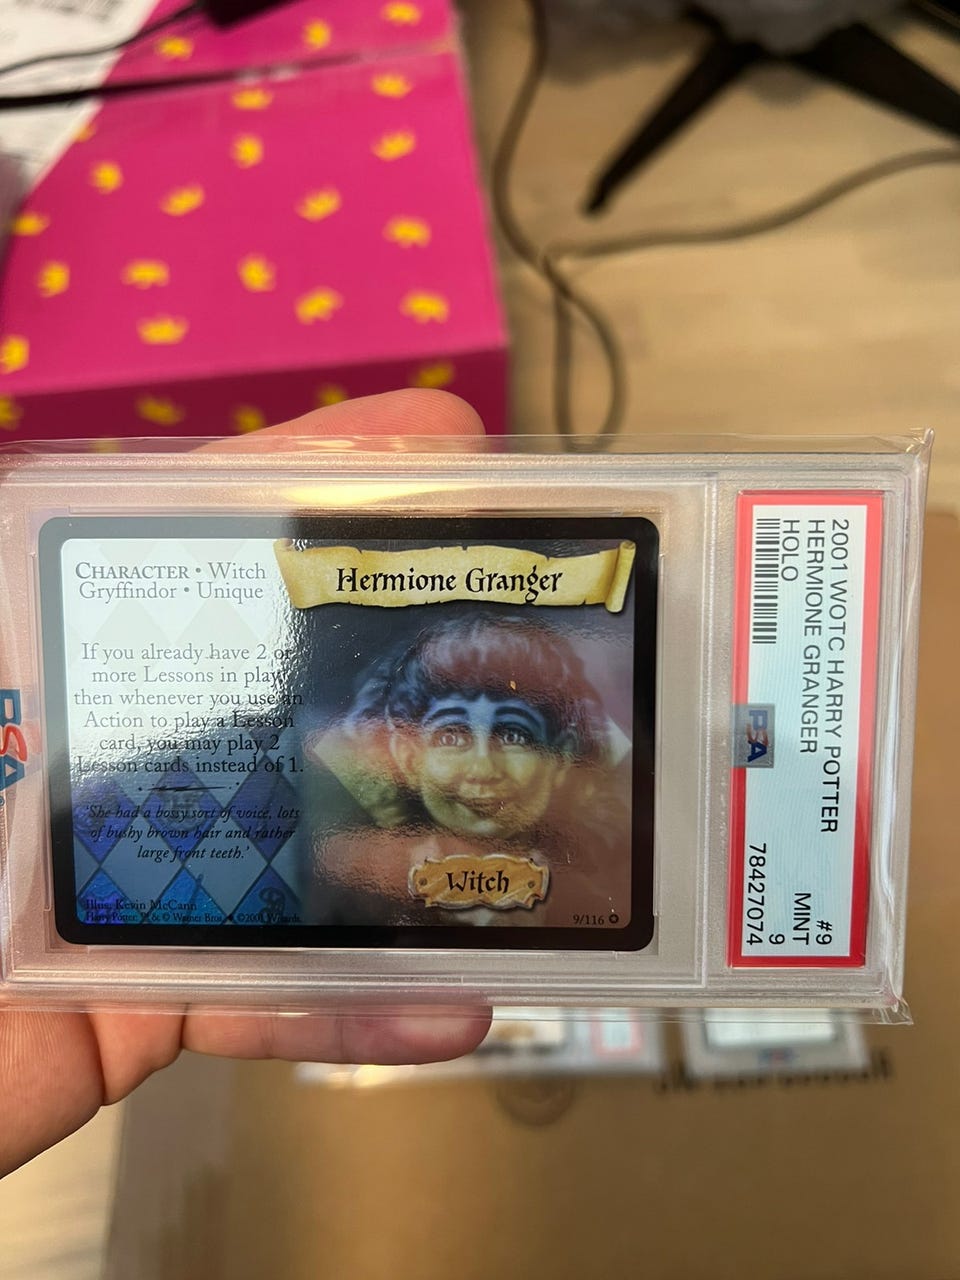 CHARACTER • Witch
Gryffindor • Unique
If you already have 2 or
more Lessons in play,
then whenever you use an
Action to play a Lesson
card, you may play 2
Lesson cards instead of 1.
'She had a bossy sort of voice, lots
of bushy brown hair and rather
large front teeth.'
Illus. Kevin McCann
©2001 Wizards
Hermione Granger
Witch
9/116
2001 WOTC HARRY POTTER #9
HERMIONE GRANGER MINT
HOLO 9
78427074
PSA
PSA